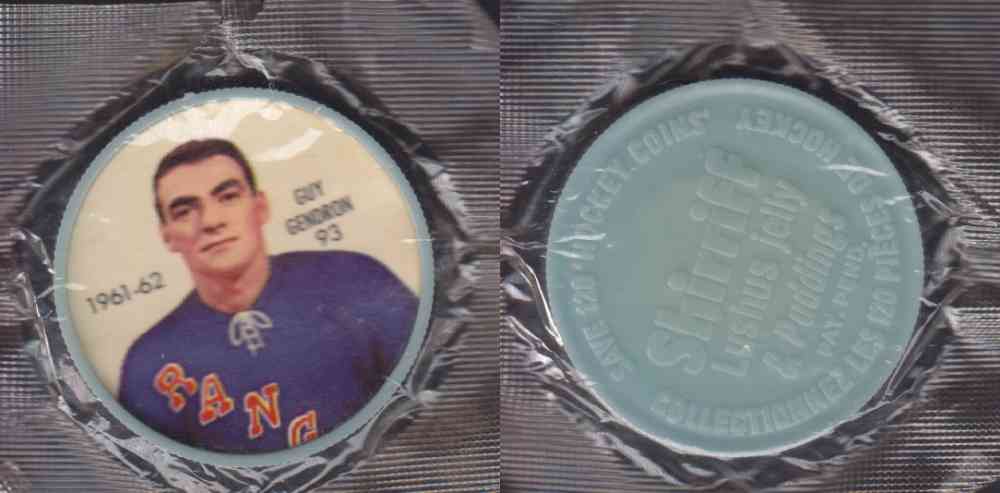 GUY
GENDRON
93
1961-62
RANG
SAVE 120 HOCKEY COINS
Shirriff
Lushus Jelly
& Puddings
PAT. PEND.
COLLECTIONNEZ LES 120 PIÈCES DE HOCKEY